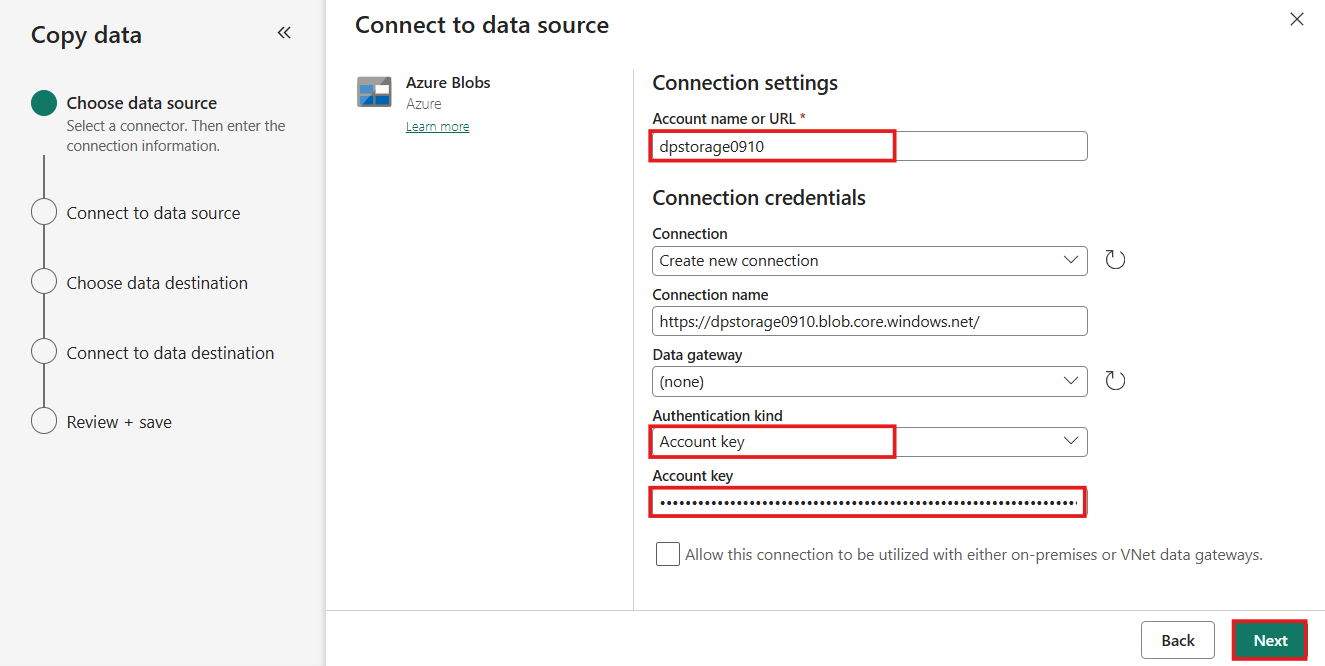 Copy data
Choose data source
Select a connector. Then enter the
connection information.
Connect to data source
Choose data destination
Connect to data destination
Review + save
Connect to data source
Azure Blobs
Azure
Learn more
Connection settings
Account name or URL *
dpstorage0910
Connection credentials
Connection
Create new connection
Connection name
https://dpstorage0910.blob.core.windows.net/
Data gateway
(none)
Authentication kind
Account key
Account key
Allow this connection to be utilized with either on-premises or VNet data gateways.
Back
Next